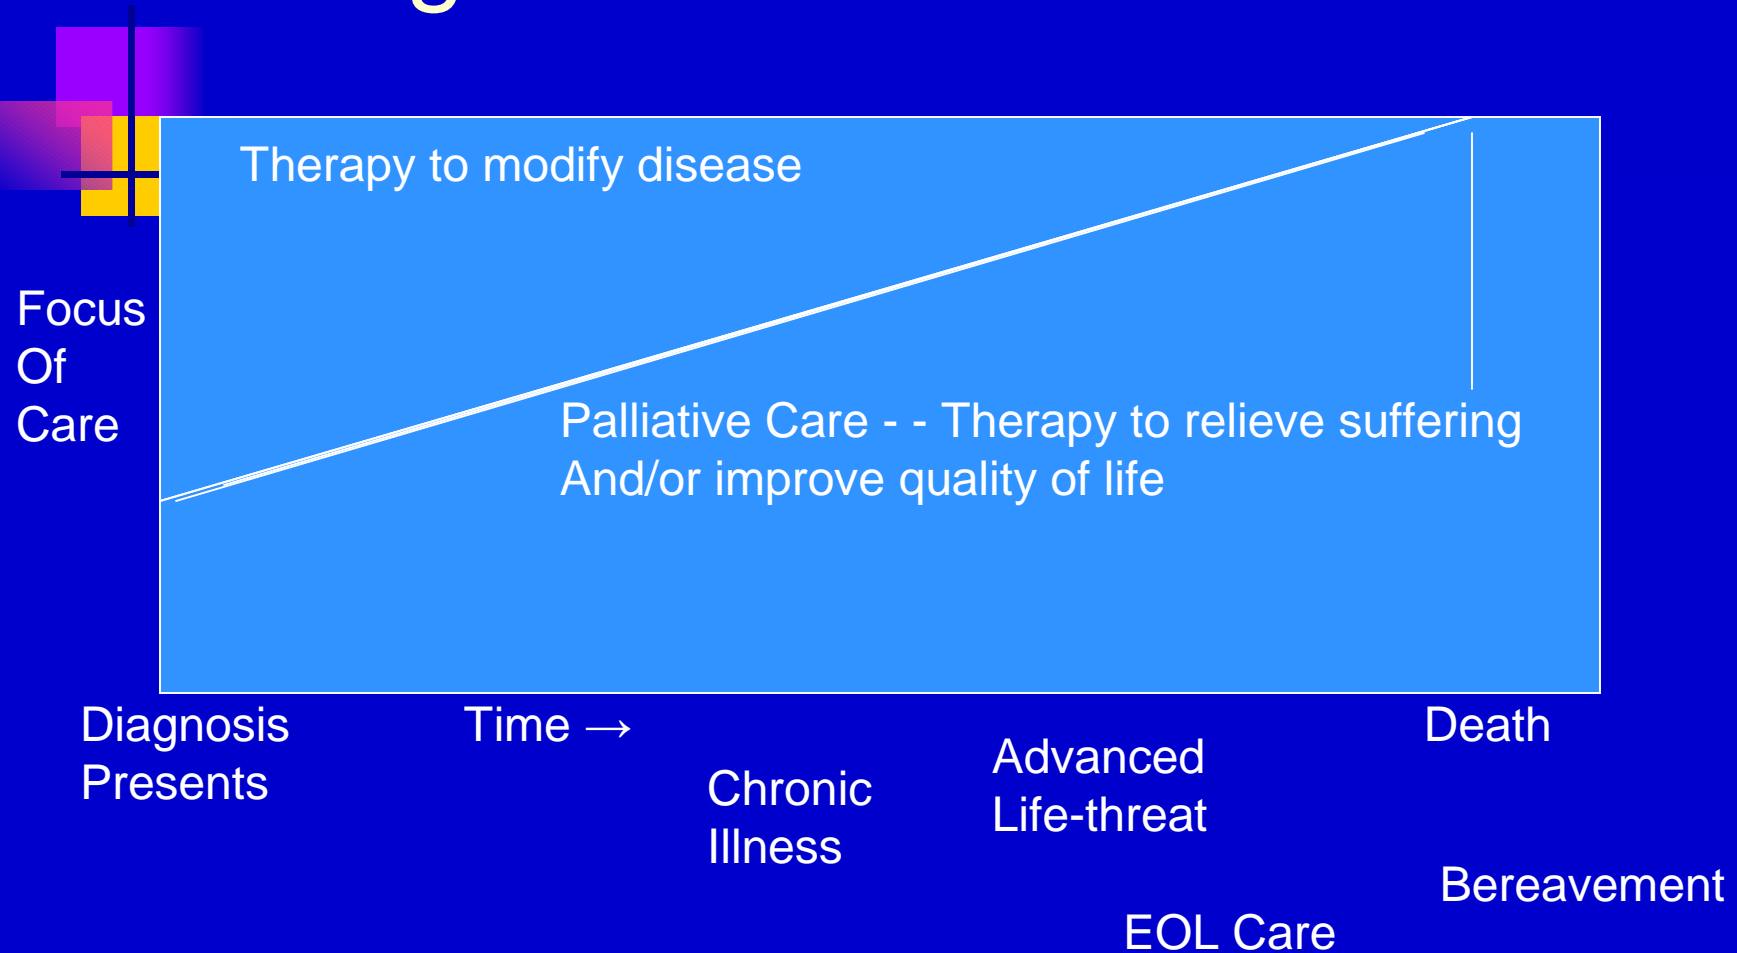 Therapy to modify disease
Focus
Of
Care
Palliative Care - - Therapy to relieve suffering
And/or improve quality of life
Diagnosis
Presents
Time →
Chronic
Illness
Advanced
Life-threat
Death
Bereavement
EOL Care